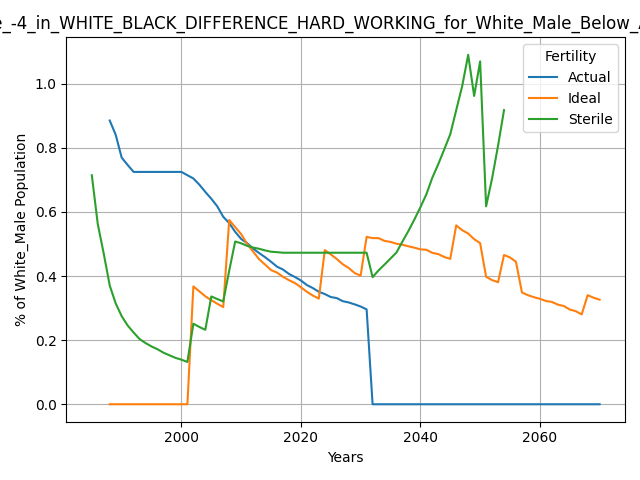 e_-4_in_WHITE_BLACK_DIFFERENCE_HARD_WORKING_for_White_Male_Below_A
Fertility
Actual
Ideal
Sterile
1.0
0.8
0.6
0.4
0.2
0.0
% of White_Male Population
2000
2020
2040
2060
Years